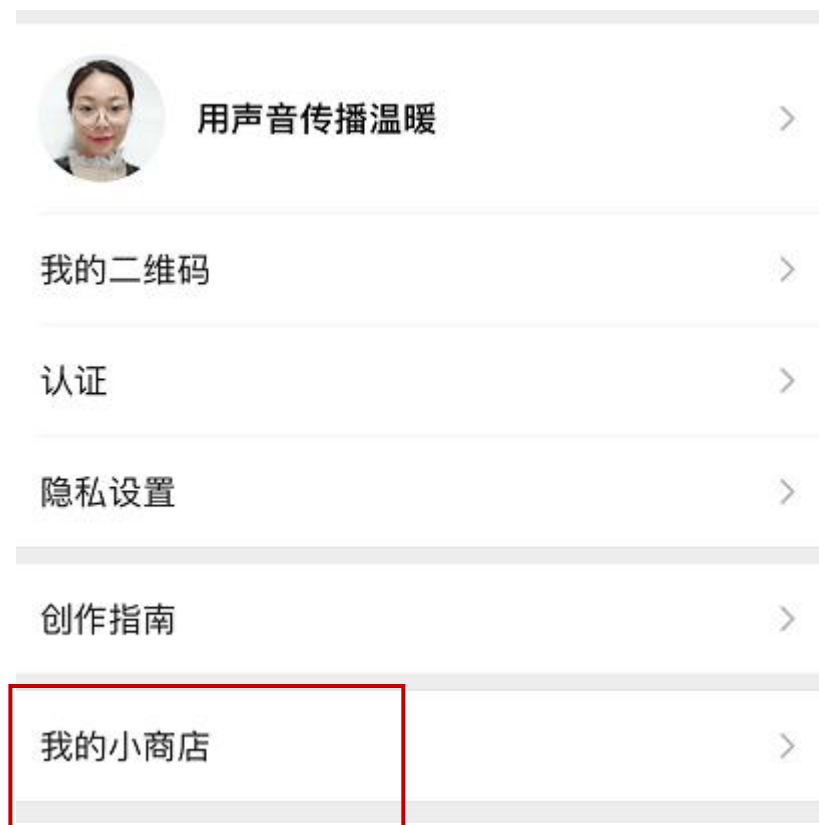 用声音传播温暖
我的二维码
认证
隐私设置
创作指南
我的小商店